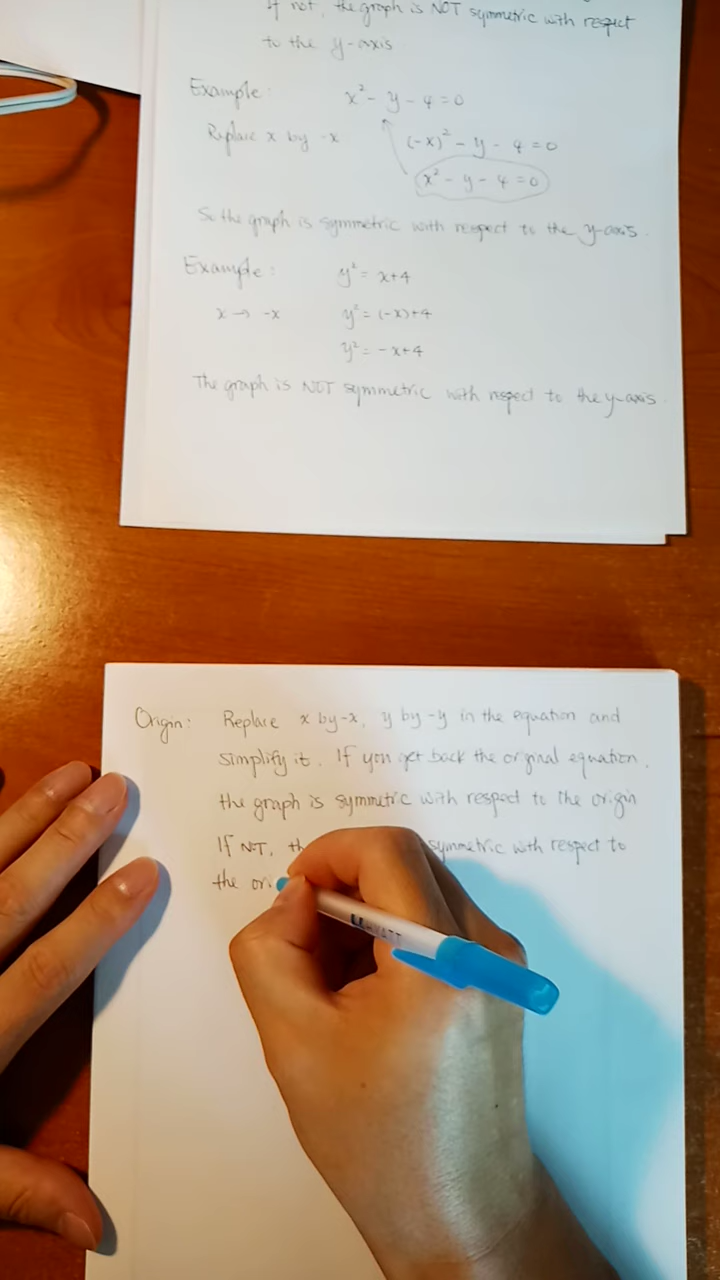 If not, the graph is NOT symmetric with respect
to the y-axis
Example: x² - y - 4 = 0
Replace x by -x (-x)² - y - 4 = 0
x² - y - 4 = 0
So the graph is symmetric with respect to the y-axis.
Example: y² = x+4
x → -x y² = (-x)+4
y² = -x+4
The graph is NOT symmetric with respect to the y-axis.
Origin: Replace x by -x, y by -y in the equation and
simplify it. If you get back the original equation,
the graph is symmetric with respect to the origin
If NOT, th symmetric with respect to
the ori